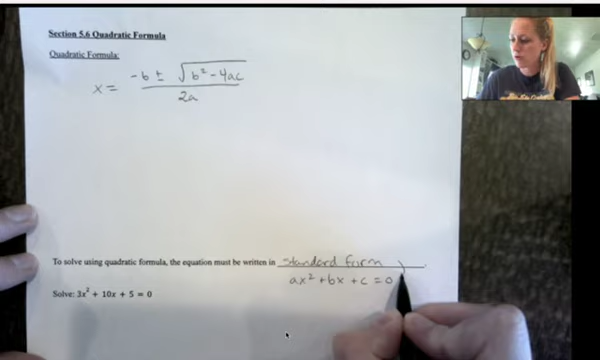 Section 5.6 Quadratic Formula
Quadratic Formula:
x = -b ± √b² - 4ac / 2a
To solve using quadratic formula, the equation must be written in standard form.
ax² + bx + c = 0
Solve: 3x² + 10x + 5 = 0